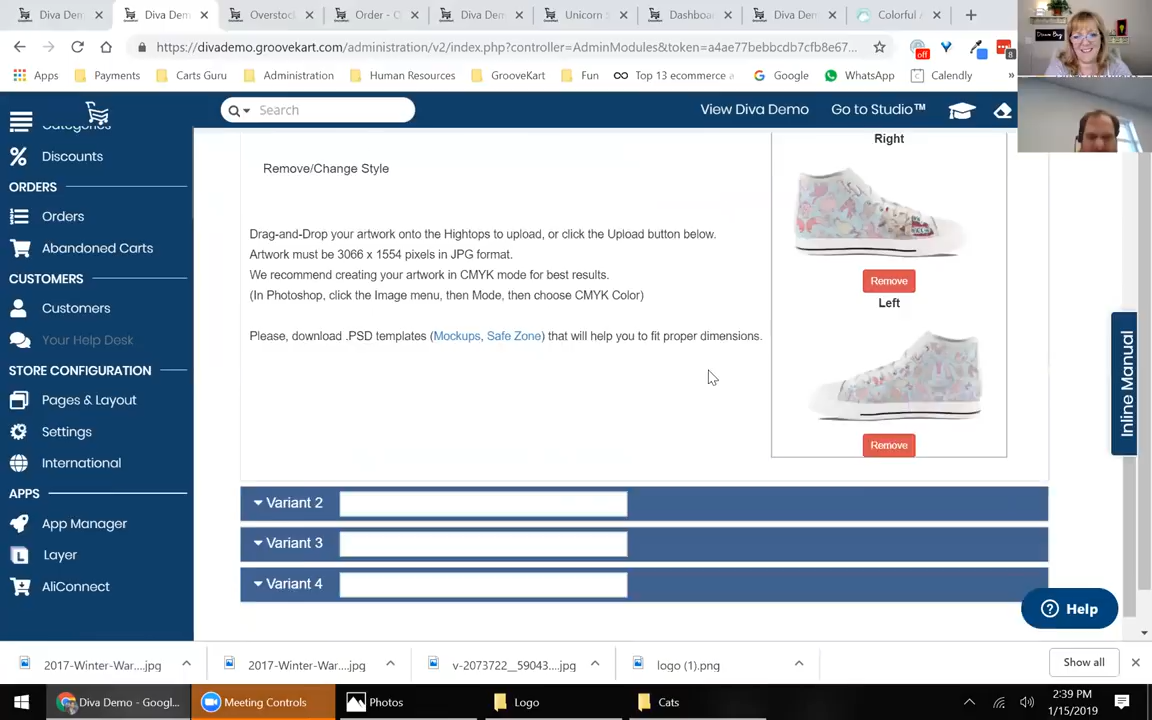 Diva Dem
Diva Dem
Overstoc
Order - C
Diva Dem
Unicorn
Dashboa
Diva Dem
Colorful
https://divademo.groovekart.com/administration/v2/index.php?controller=AdminModules&token=a4ae77bebbcdb7cfb8e67...
off
8
Apps
Payments
Carts Guru
Administration
Human Resources
GrooveKart
Fun
Top 13 ecommerce
Google
WhatsApp
Calendly
»
Search
View Diva Demo
Go to Studio™
Categories
Discounts
ORDERS
Orders
Abandoned Carts
CUSTOMERS
Customers
Your Help Desk
STORE CONFIGURATION
Pages & Layout
Settings
International
APPS
App Manager
Layer
AliConnect
Remove/Change Style
Drag-and-Drop your artwork onto the Hightops to upload, or click the Upload button below.
Artwork must be 3066 x 1554 pixels in JPG format.
We recommend creating your artwork in CMYK mode for best results.
(In Photoshop, click the Image menu, then Mode, then choose CMYK Color)
Please, download .PSD templates (Mockups, Safe Zone) that will help you to fit proper dimensions.
Right
Remove
Left
Remove
Variant 2
Variant 3
Variant 4
Inline Manual
Help
2017-Winter-War....jpg
2017-Winter-War....jpg
v-2073722__59043....jpg
logo (1).png
Show all
Diva Demo - Googl...
Meeting Controls
Photos
Logo
Cats
2:39 PM
1/15/2019